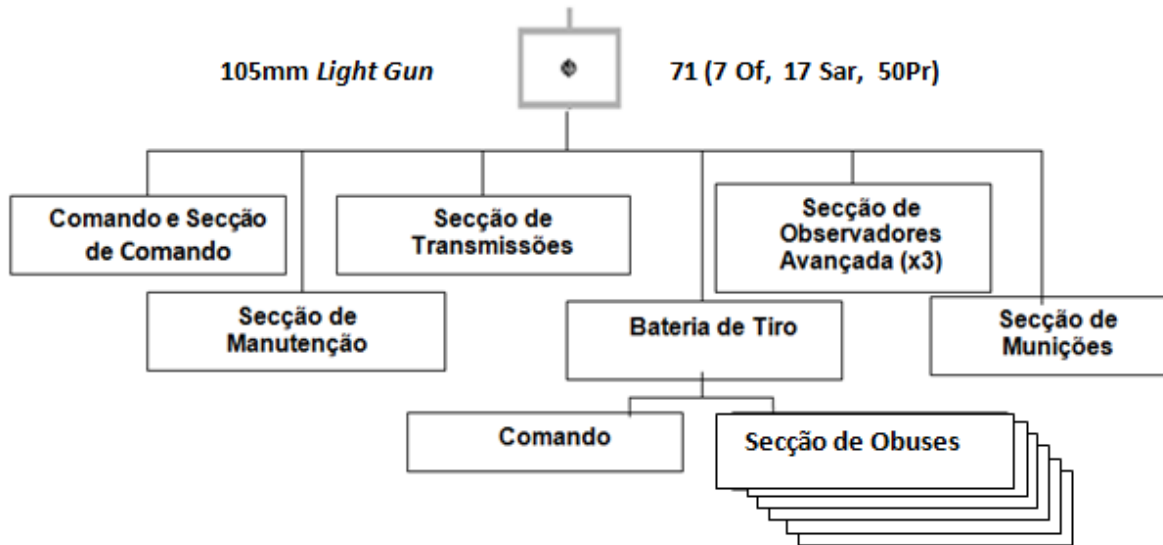 105mm Light Gun
71 (7 Of, 17 Sar, 50Pr)
Comando e Secção
de Comando
Secção de
Transmissões
Secção de
Observadores
Avançada (x3)
Secção de
Manutenção
Bateria de Tiro
Secção de
Munições
Comando
Secção de Obuses